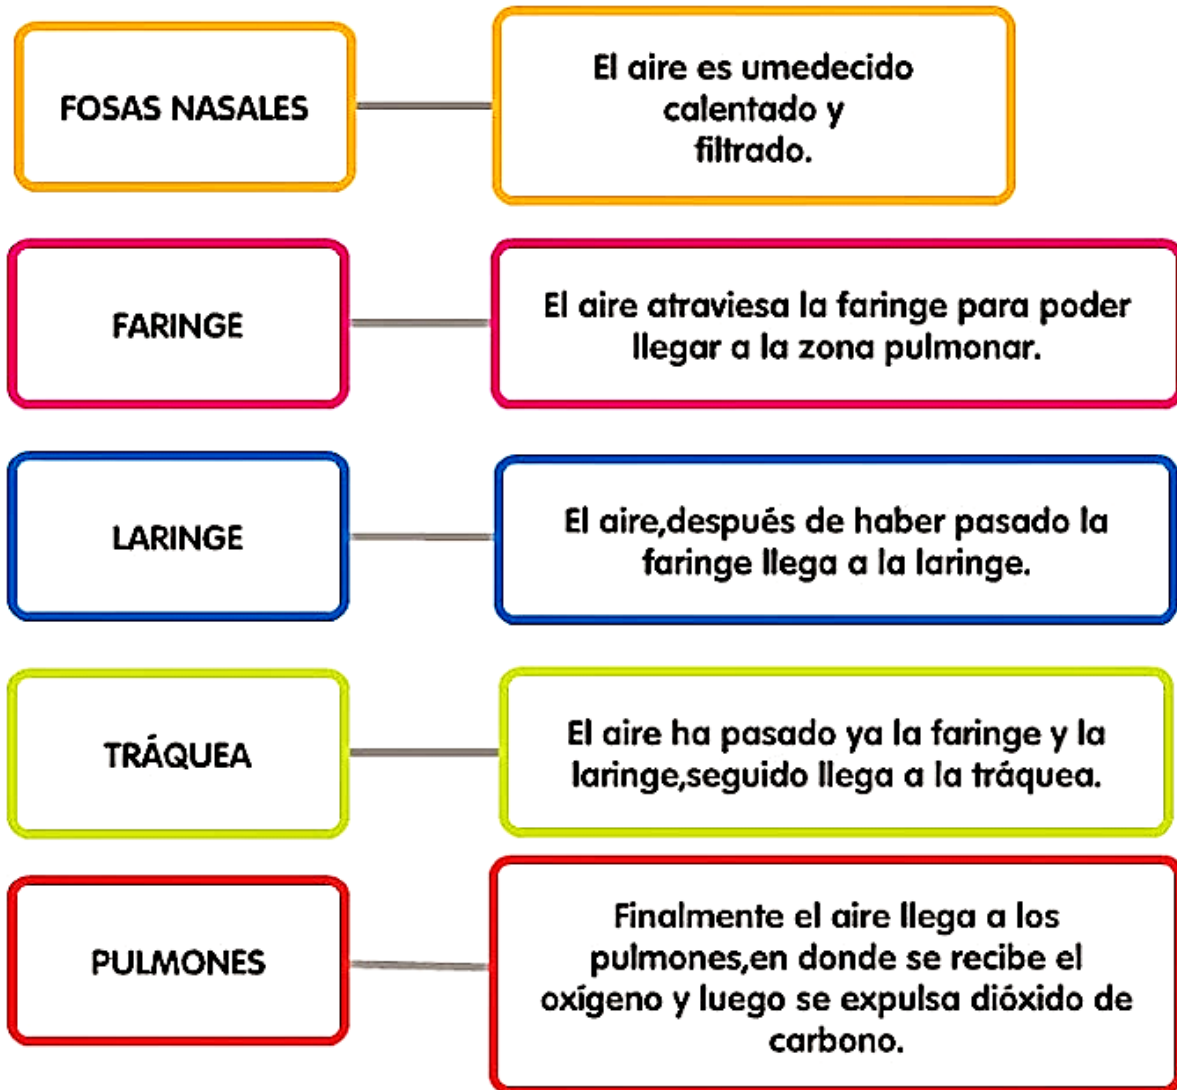 FOSAS NASALES
El aire es umedecido
calentado y
filtrado.
FARINGE
El aire atraviesa la faringe para poder
llegar a la zona pulmonar.
LARINGE
El aire,después de haber pasado la
faringe llega a la laringe.
TRÁQUEA
El aire ha pasado ya la faringe y la
laringe,seguido llega a la tráquea.
PULMONES
Finalmente el aire llega a los
pulmones,en donde se recibe el
oxígeno y luego se expulsa dióxido de
carbono.